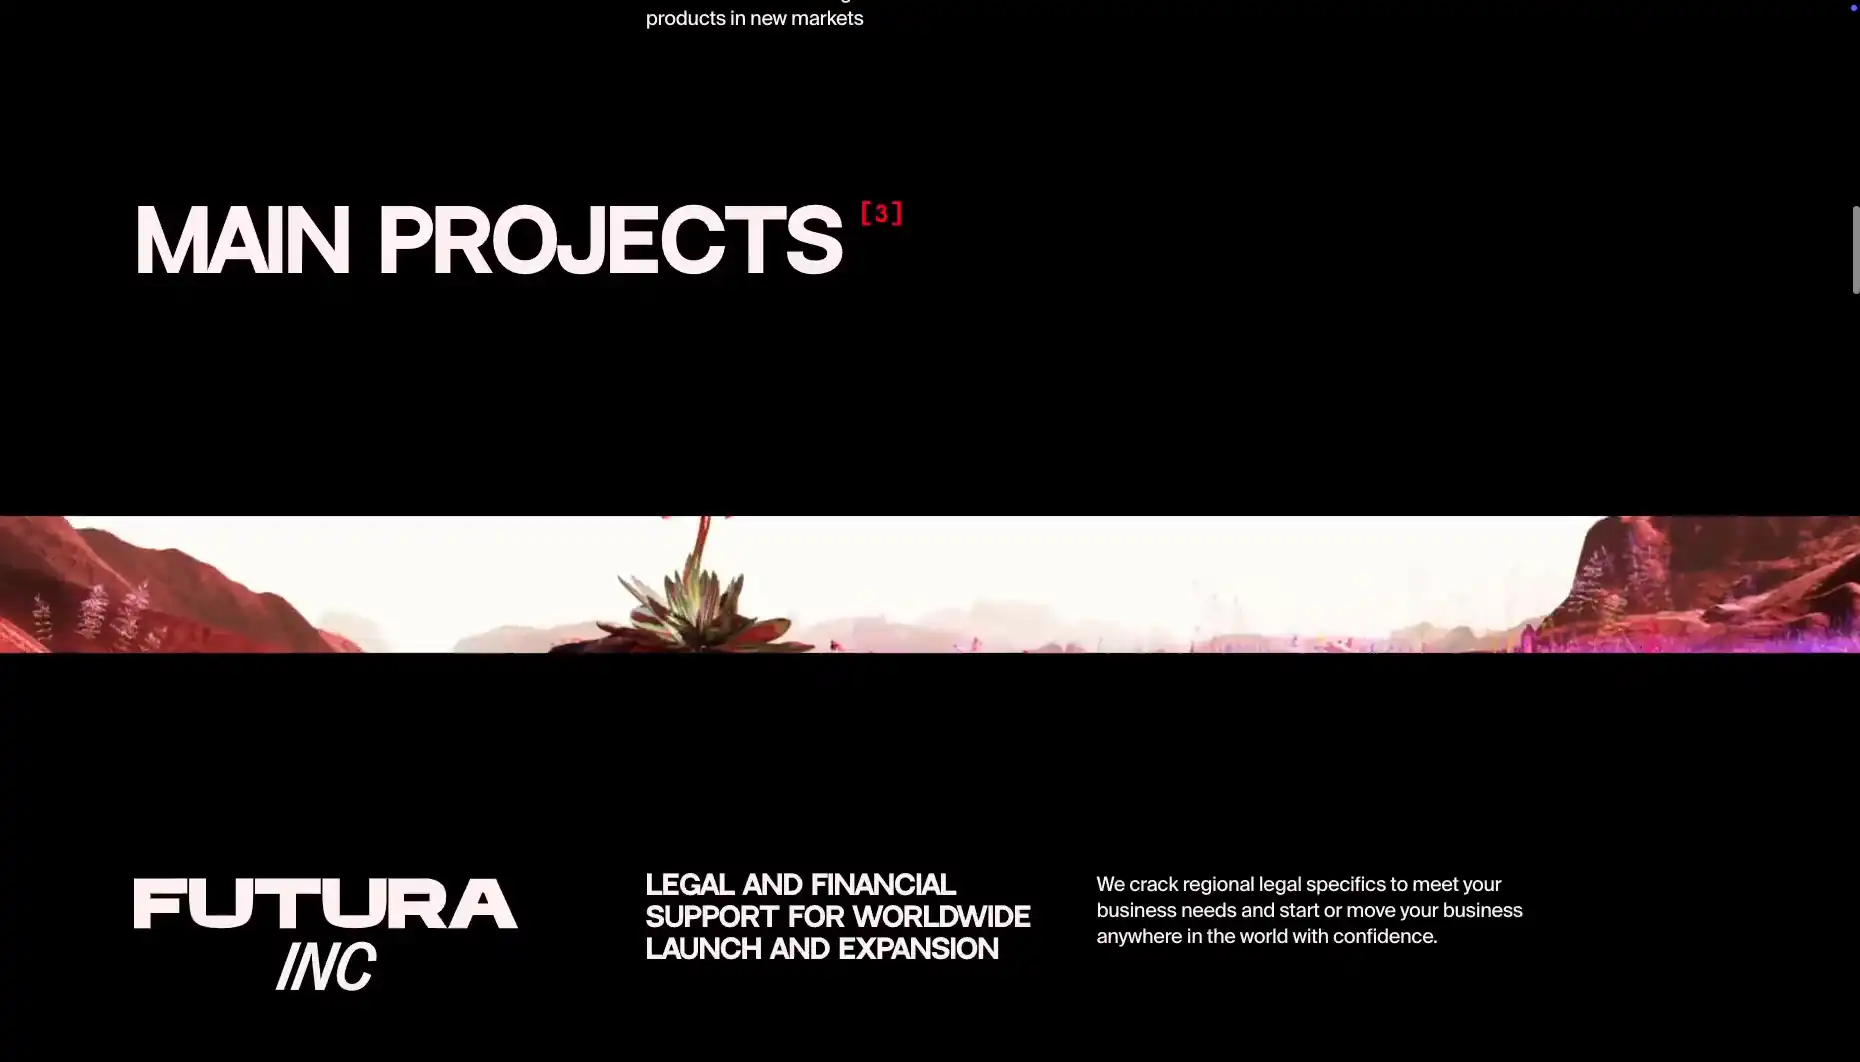 products in new markets
MAIN PROJECTS [3]
FUTURA
INC
LEGAL AND FINANCIAL
SUPPORT FOR WORLDWIDE
LAUNCH AND EXPANSION
We crack regional legal specifics to meet your
business needs and start or move your business
anywhere in the world with confidence.